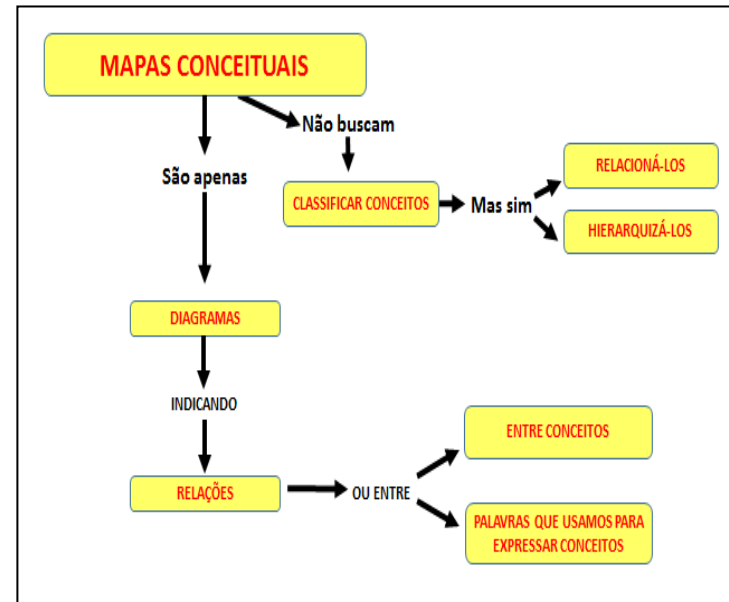 MAPAS CONCEITUAIS
Não buscam
São apenas
CLASSIFICAR CONCEITOS
Mas sim
RELACIONÁ-LOS
HIERARQUIZÁ-LOS
DIAGRAMAS
INDICANDO
RELAÇÕES
OU ENTRE
ENTRE CONCEITOS
PALAVRAS QUE USAMOS PARA
EXPRESSAR CONCEITOS